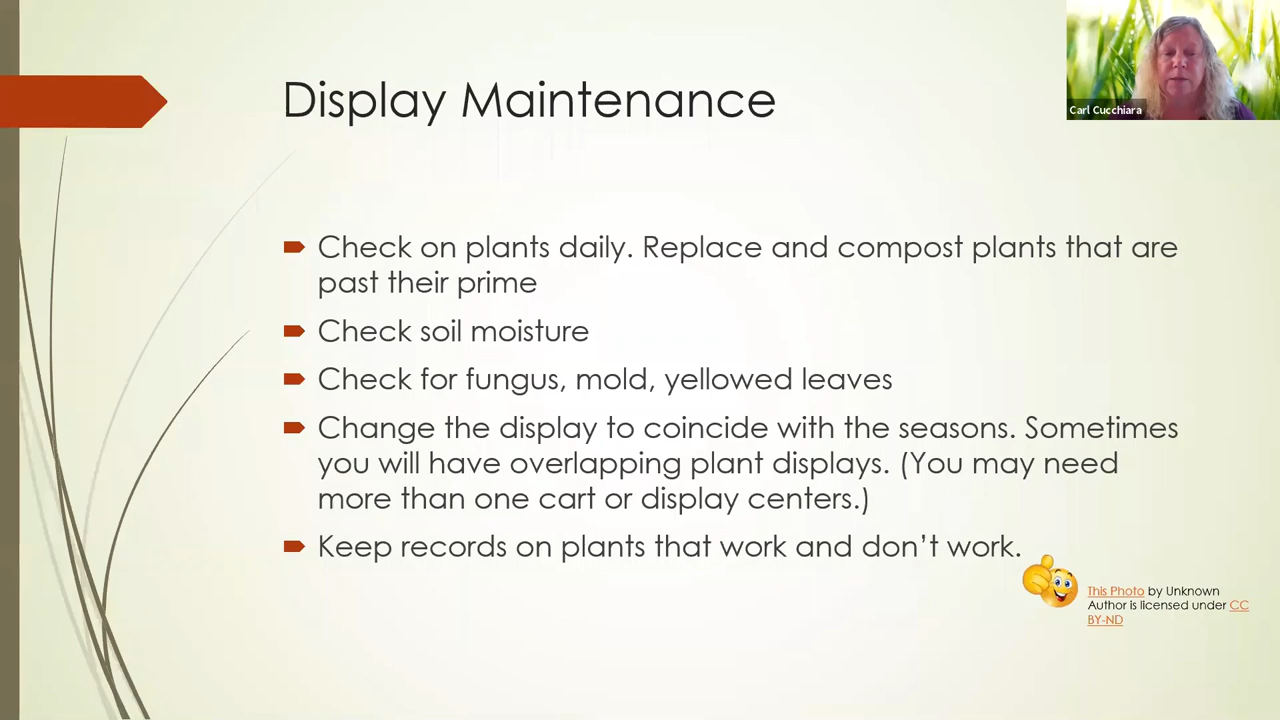 Carl Cucchiara
Display Maintenance
Check on plants daily. Replace and compost plants that are
past their prime
Check soil moisture
Check for fungus, mold, yellowed leaves
Change the display to coincide with the seasons. Sometimes
you will have overlapping plant displays. (You may need
more than one cart or display centers.)
Keep records on plants that work and don’t work.
This Photo by Unknown
Author is licensed under CC
BY-ND